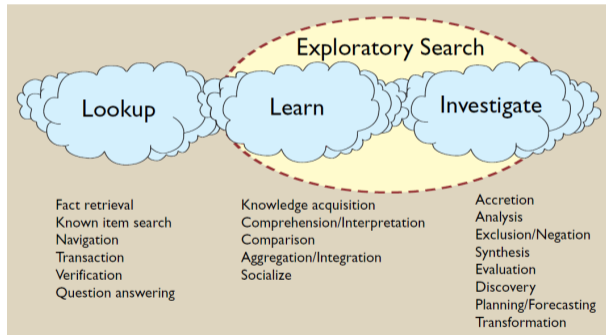 Exploratory Search
Lookup
Learn
Investigate
Fact retrieval
Known item search
Navigation
Transaction
Verification
Question answering
Knowledge acquisition
Comprehension/Interpretation
Comparison
Aggregation/Integration
Socialize
Accretion
Analysis
Exclusion/Negation
Synthesis
Evaluation
Discovery
Planning/Forecasting
Transformation